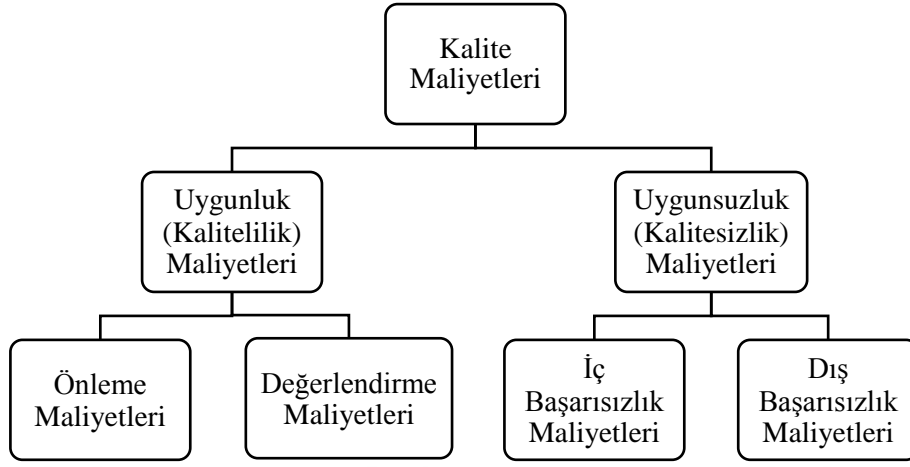 Kalite
Maliyetleri
Uygunluk
(Kalitelilik)
Maliyetleri
Uygunsuzluk
(Kalitesizlik)
Maliyetleri
Önleme
Maliyetleri
Değerlendirme
Maliyetleri
İç
Başarısızlık
Maliyetleri
Dış
Başarısızlık
Maliyetleri